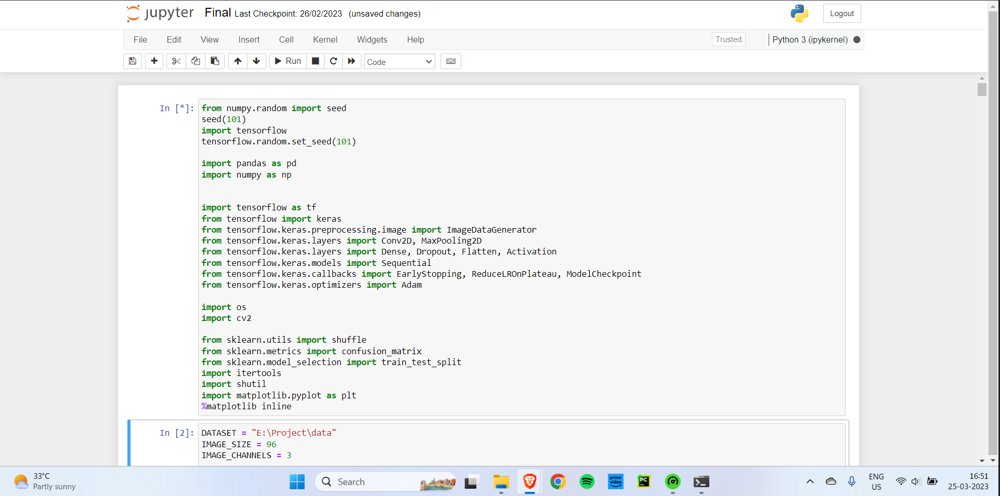 jupyter Final Last Checkpoint: 26/02/2023 (unsaved changes) Logout
File Edit View Insert Cell Kernel Widgets Help Trusted Python 3 (ipykernel)
Run Code
In [*]: from numpy.random import seed
seed(101)
import tensorflow
tensorflow.random.set_seed(101)
import pandas as pd
import numpy as np
import tensorflow as tf
from tensorflow import keras
from tensorflow.keras.preprocessing.image import ImageDataGenerator
from tensorflow.keras.layers import Conv2D, MaxPooling2D
from tensorflow.keras.layers import Dense, Dropout, Flatten, Activation
from tensorflow.keras.models import Sequential
from tensorflow.keras.callbacks import EarlyStopping, ReduceLROnPlateau, ModelCheckpoint
from tensorflow.keras.optimizers import Adam
import os
import cv2
from sklearn.utils import shuffle
from sklearn.metrics import confusion_matrix
from sklearn.model_selection import train_test_split
import itertools
import shutil
import matplotlib.pyplot as plt
%matplotlib inline
In [2]: DATASET = "E:\Project\data"
IMAGE_SIZE = 96
IMAGE_CHANNELS = 3
33°C
Partly sunny
Search
prime video
PC
ENG
US
16:51
25-03-2023